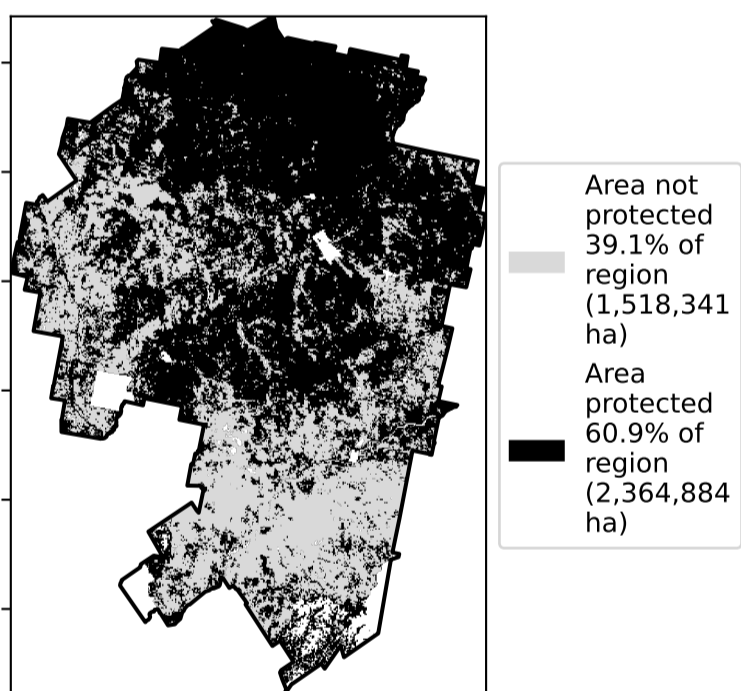 Area not
protected
39.1% of
region
(1,518,341
ha)
Area
protected
60.9% of
region
(2,364,884
ha)